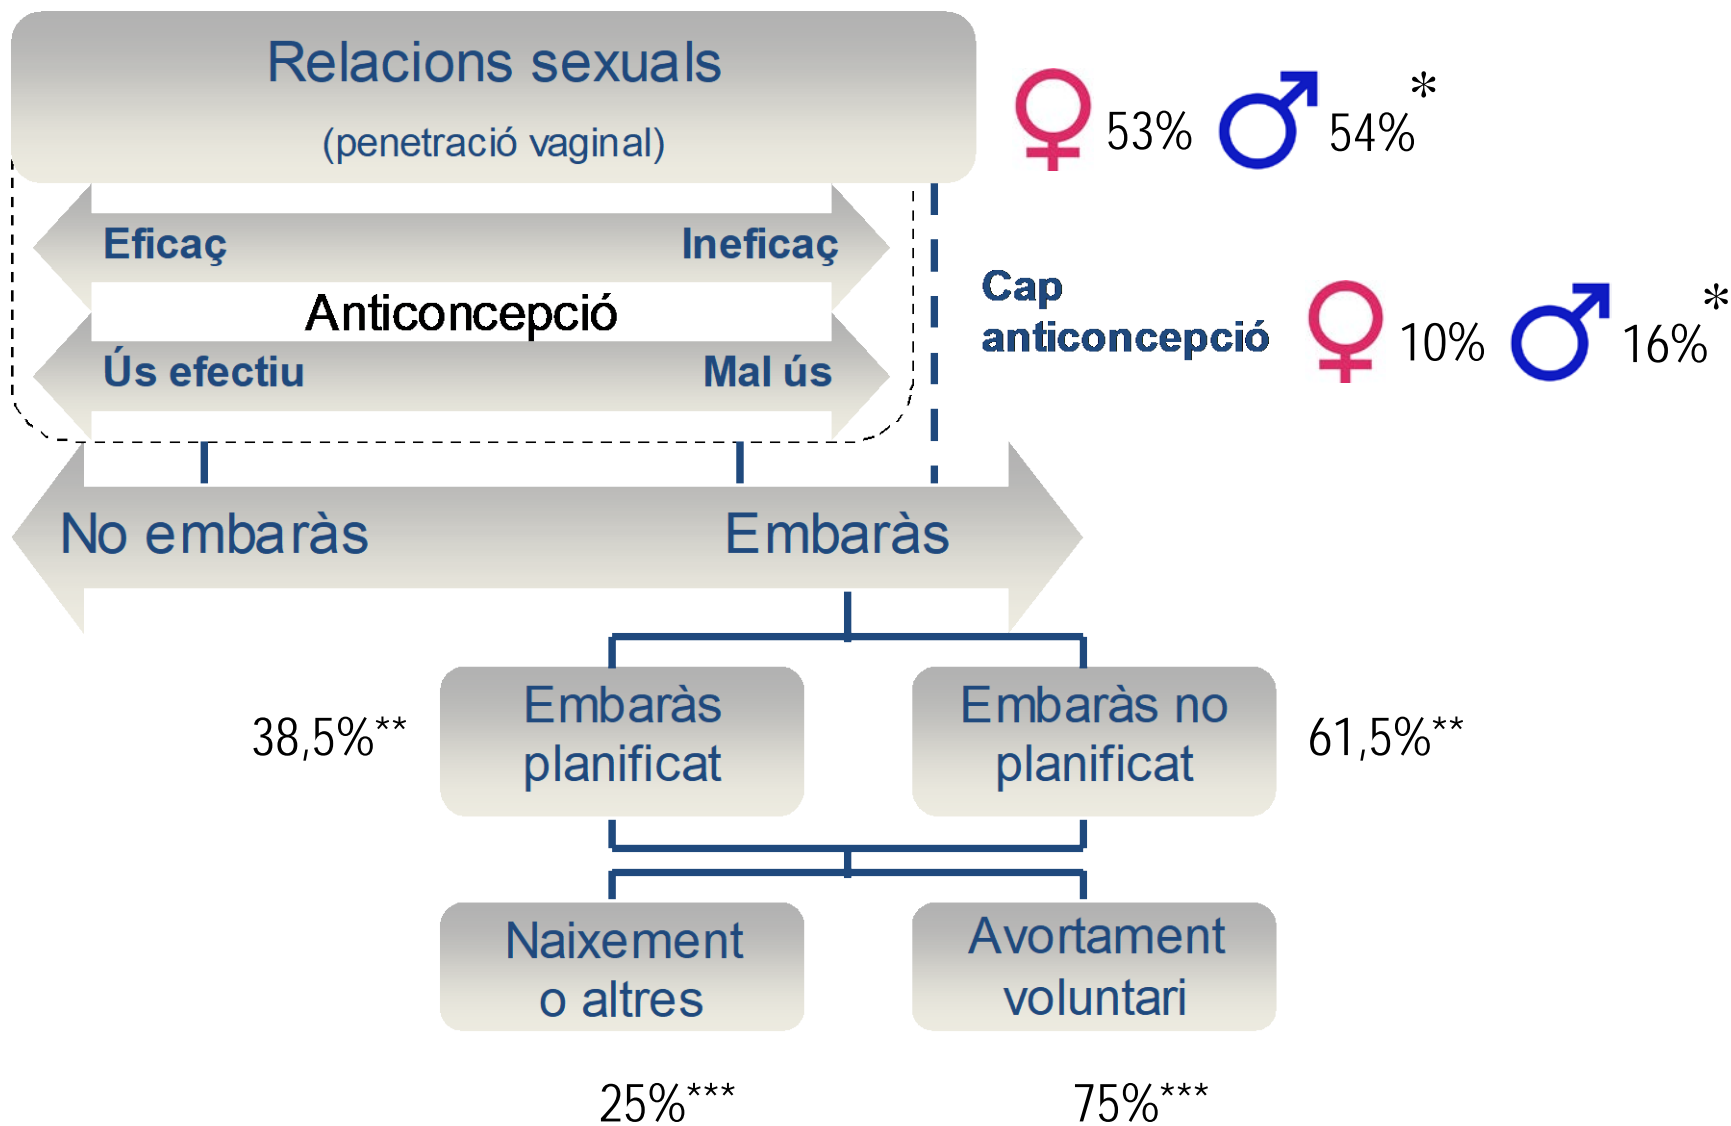 Relacions sexuals
(penetració vaginal)
53% 54%*
Eficaç Ineficaç
Anticoncepció
Ús efectiu Mal ús
Cap
anticoncepció
10% 16%*
No embaràs Embaràs
38,5%**
Embaràs
planificat
Embaràs no
planificat
61,5%**
Naixement
o altres
Avortament
voluntari
25%*** 75%***